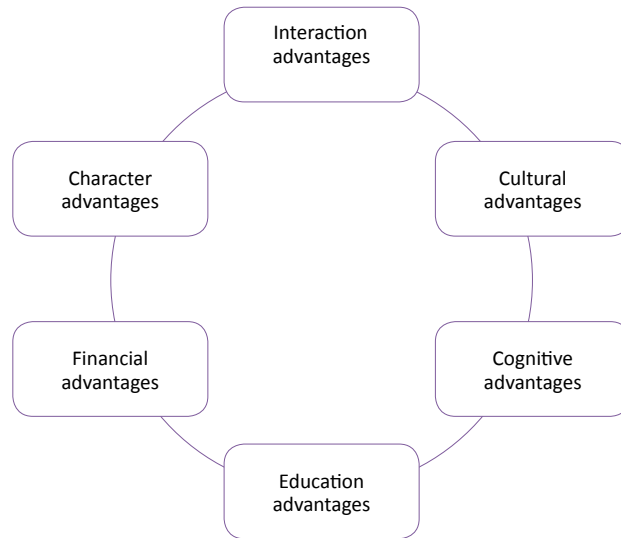 Interaction
advantages
Character
advantages
Cultural
advantages
Financial
advantages
Cognitive
advantages
Education
advantages